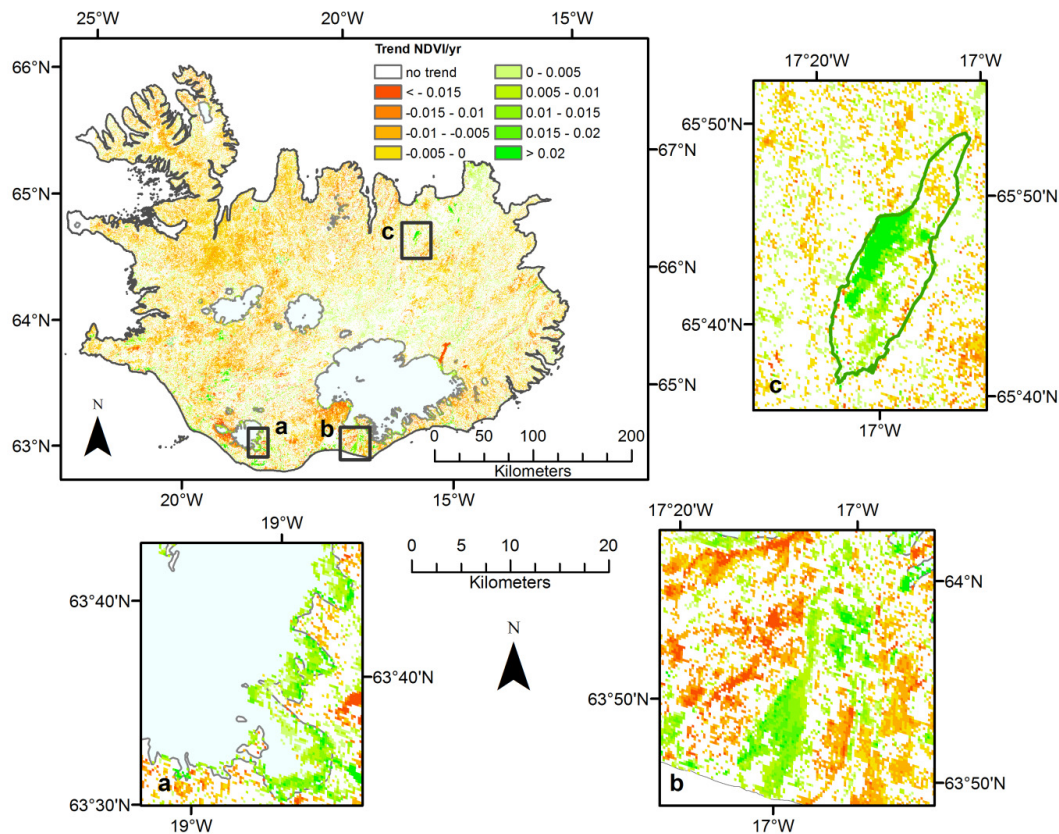 25°W 20°W 15°W
66°N
65°N
64°N
63°N
Trend NDVI/yr
no trend
< - 0.015
-0.015 - 0.01
-0.01 - -0.005
-0.005 - 0
0 - 0.005
0.005 - 0.01
0.01 - 0.015
0.015 - 0.02
> 0.02
67°N
66°N
65°N
c
a
b
N
0 50 100 200
Kilometers
20°W 15°W
17°20'W 17°W
65°50'N
65°50'N
65°40'N
65°40'N
c
17°W
19°W
63°40'N
63°40'N
63°30'N
63°30'N
a
19°W
0 5 10 20
Kilometers
N
17°20'W 17°W
64°N
63°50'N
63°50'N
b
17°W